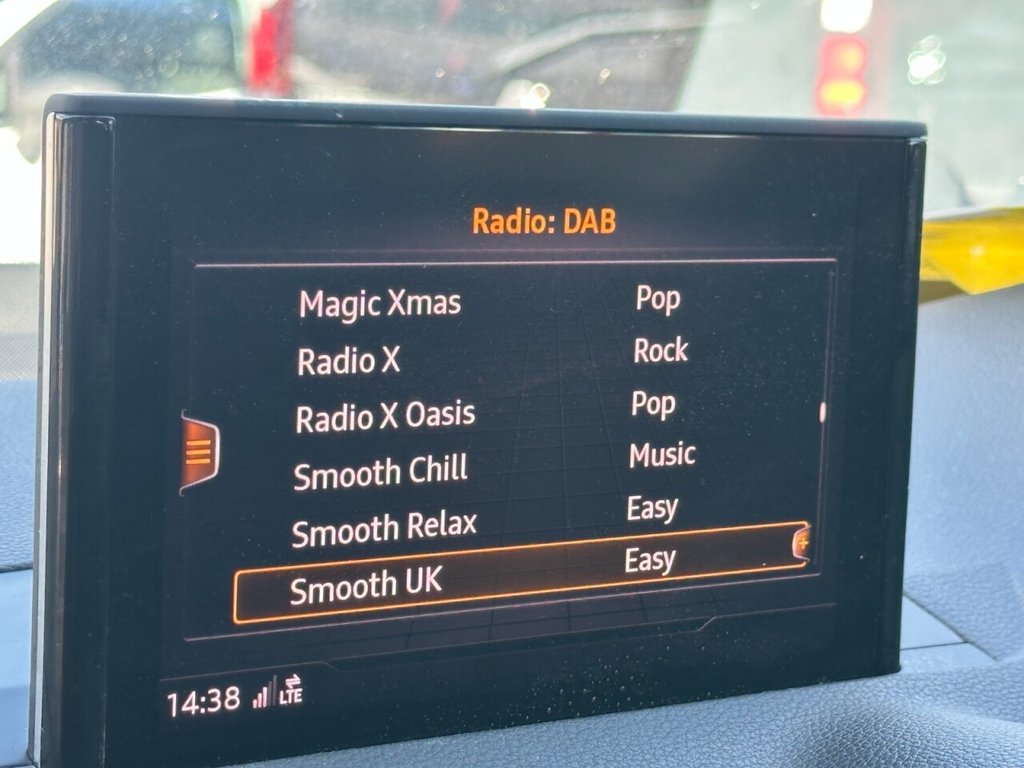 Radio: DAB
Magic Xmas Pop
Radio X Rock
Radio X Oasis Pop
Smooth Chill Music
Smooth Relax Easy
Smooth UK Easy
14:38 LTE